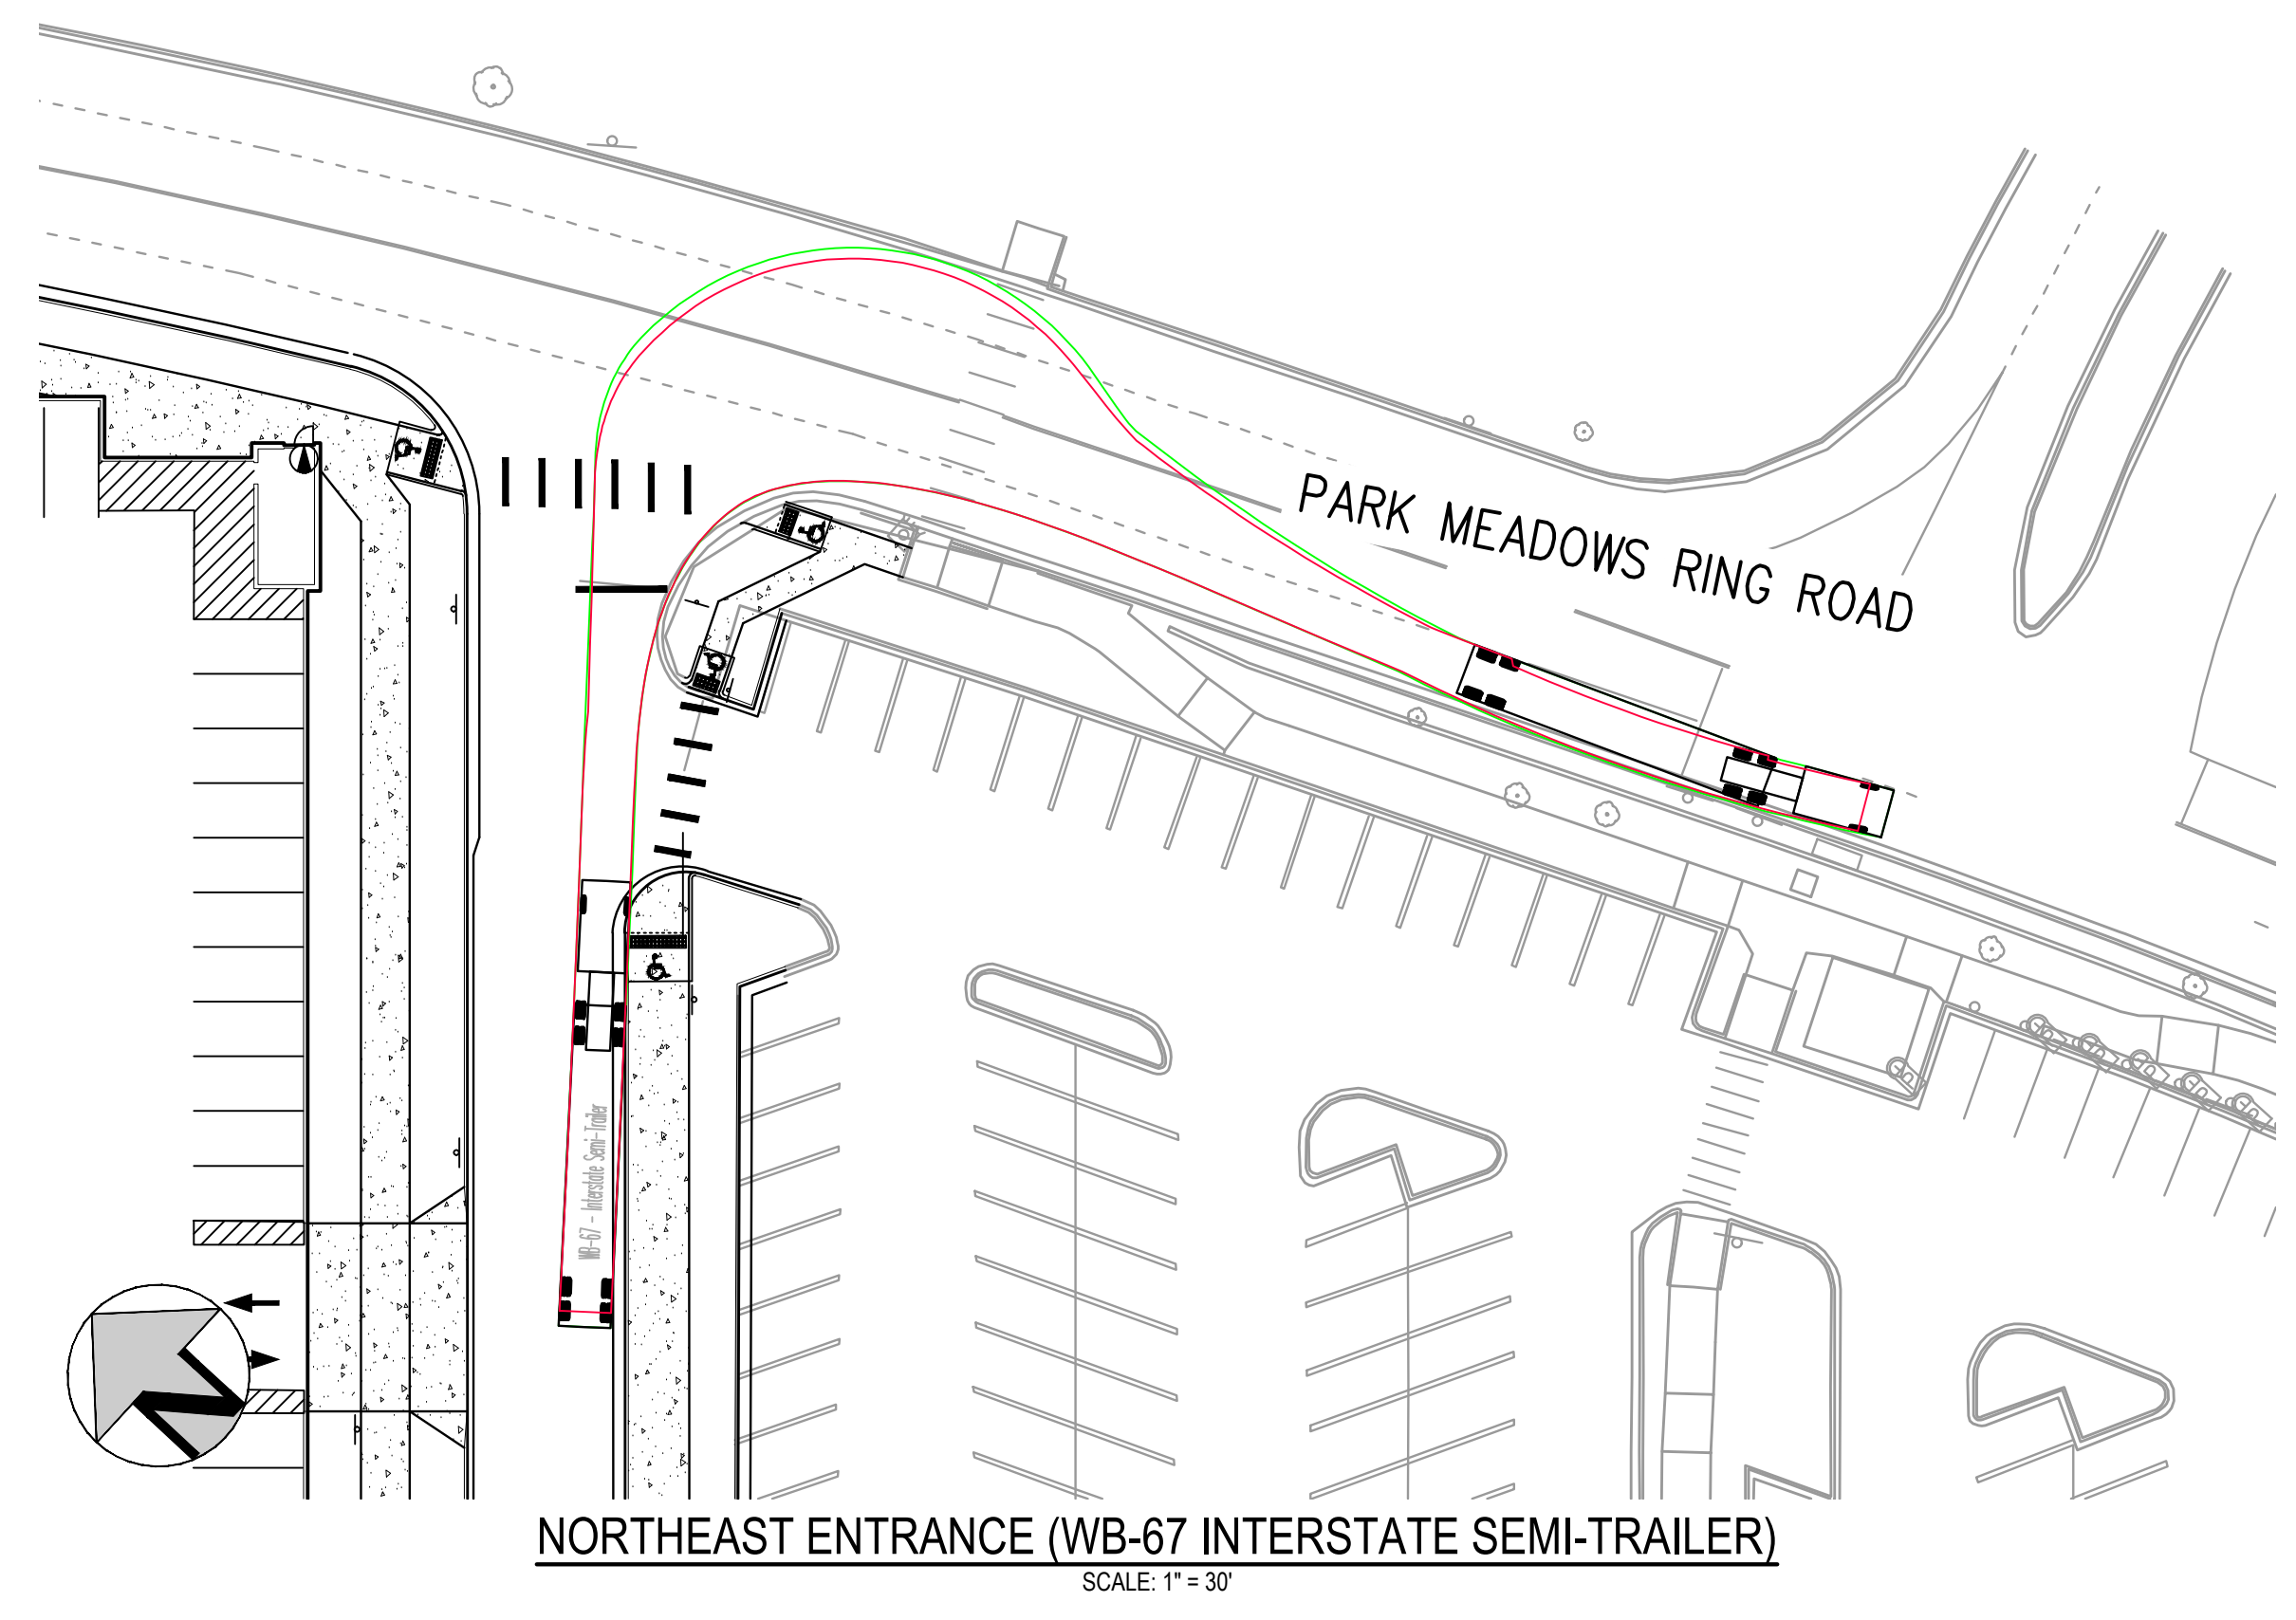 PARK MEADOWS RING ROAD
WB-67 - Interstate Semi-Trailer
N
NORTHEAST ENTRANCE (WB-67 INTERSTATE SEMI-TRAILER)
SCALE: 1" = 30'